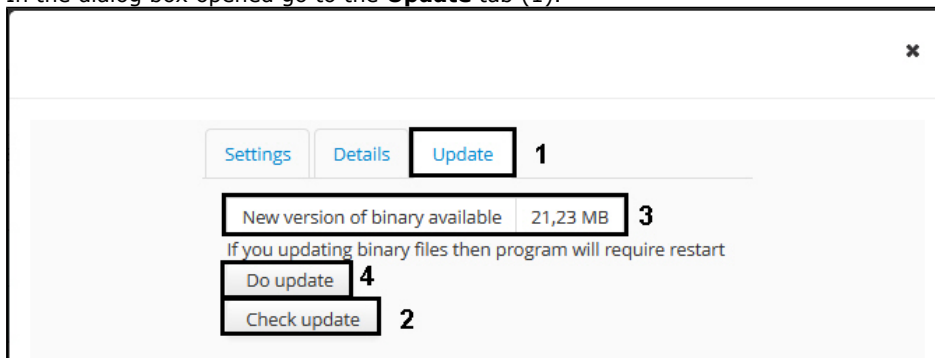 In the dialog box opened go to the Update tab (1).
×
Settings Details Update 1
New version of binary available 21,23 MB 3
If you updating binary files then program will require restart
Do update 4
Check update 2